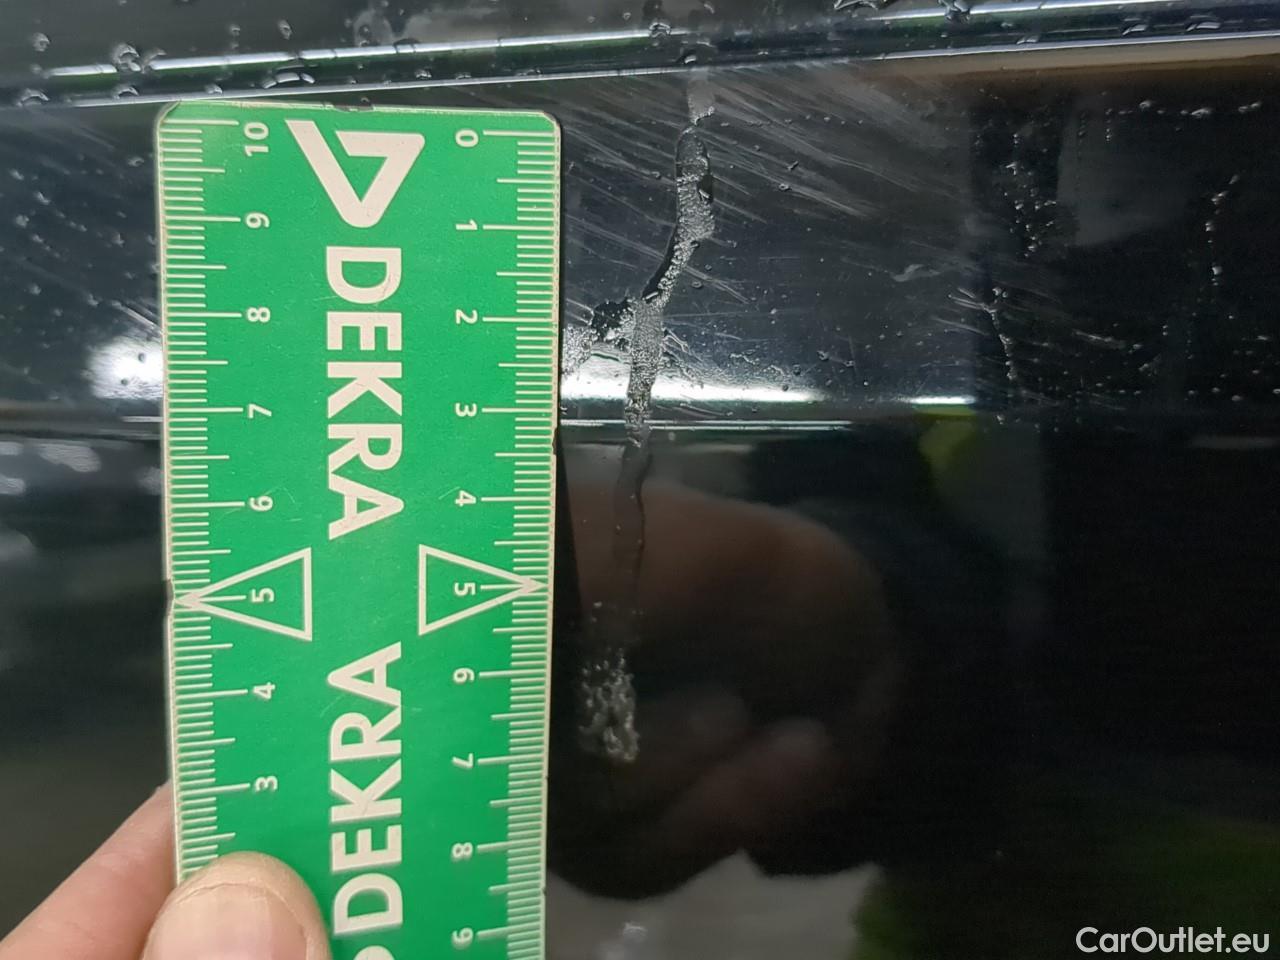 10 9 8 7 6 5 4 3
DEKRA
DEKRA
0 1 2 3 4 5 6 7 8 9
CarOutlet.eu